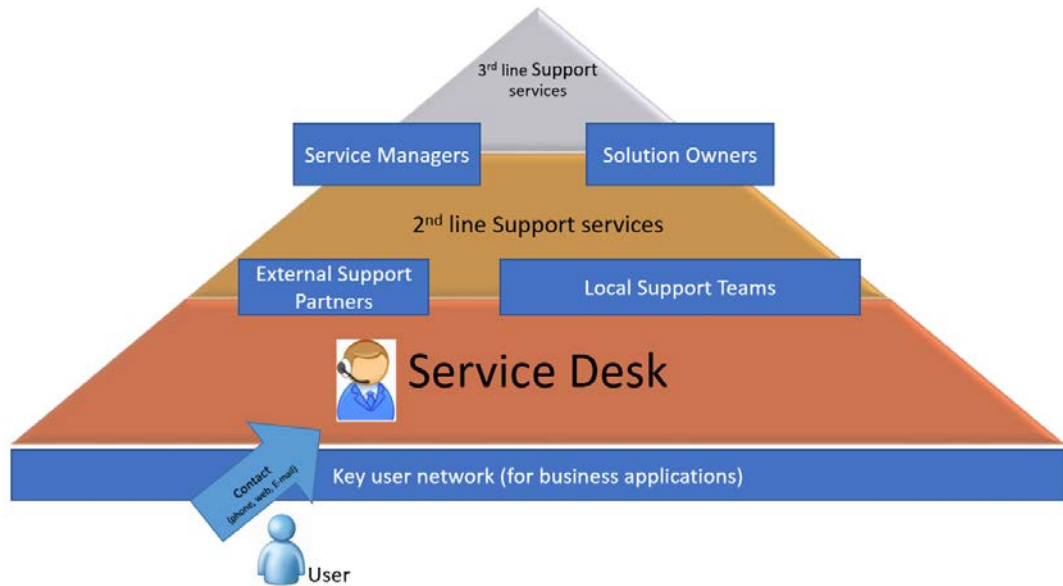 3rd line Support
services
Service Managers
Solution Owners
2nd line Support services
External Support
Partners
Local Support Teams
Service Desk
Key user network (for business applications)
Contact
(phone, web, E-mail)
User